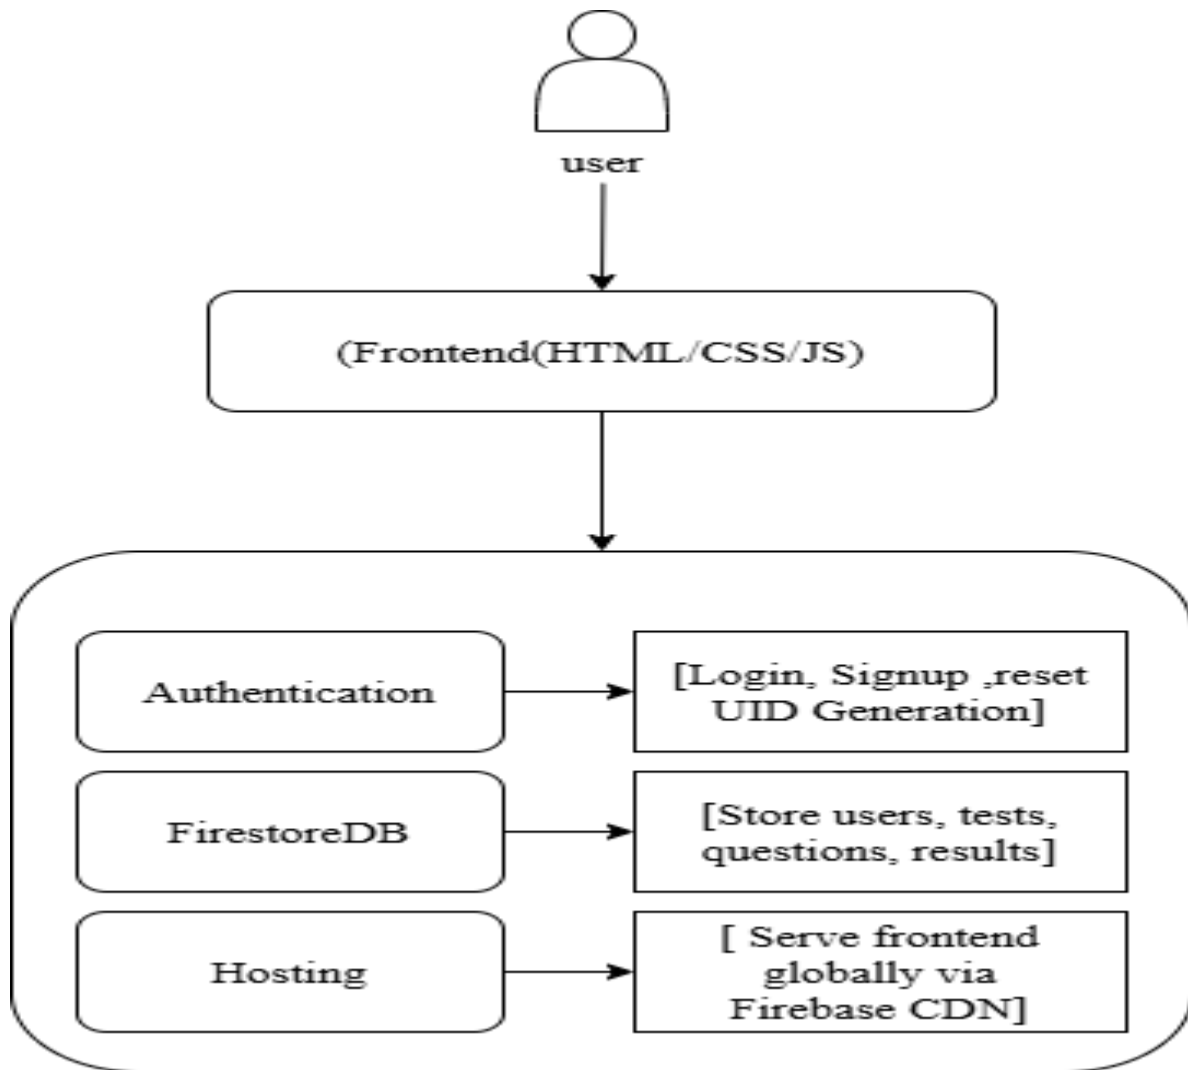 user
(Frontend(HTML/CSS/JS)
Authentication
[Login, Signup ,reset
UID Generation]
FirestoreDB
[Store users, tests,
questions, results]
Hosting
[ Serve frontend
globally via
Firebase CDN]